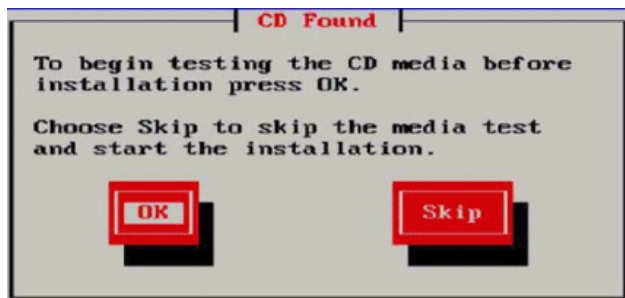 CD Found
To begin testing the CD media before
installation press OK.
Choose Skip to skip the media test
and start the installation.
OK
Skip